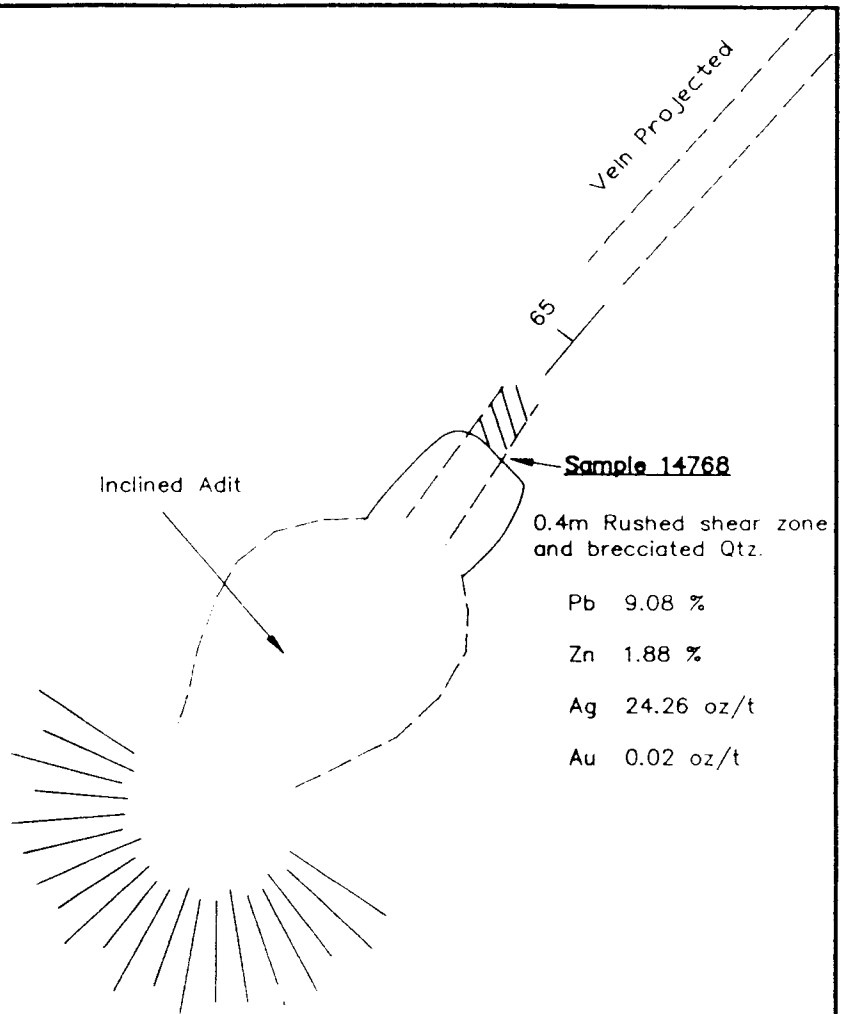 Vein Projected
65
Inclined Adit
Sample 14768
0.4m Rushed shear zone
and brecciated Qtz.
Pb 9.08 %
Zn 1.88 %
Ag 24.26 oz/t
Au 0.02 oz/t